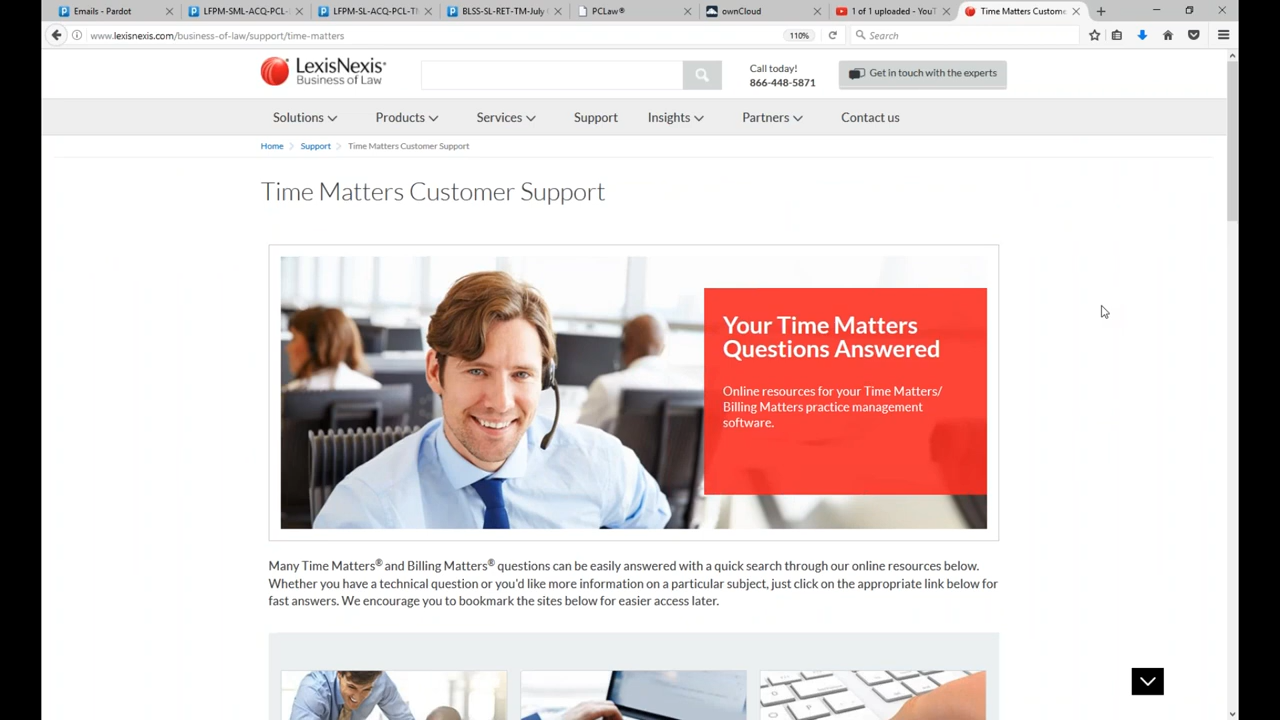 Emails - Pardot
LFPM-SML-ACQ-PCL-
LFPM-SL-ACQ-PCL-T
BLSS-SL-RET-TM-July
PCLaw®
ownCloud
1 of 1 uploaded - YouT
Time Matters Custome
www.lexisnexis.com/business-of-law/support/time-matters
110%
Search
LexisNexis®
Business of Law
Call today!
866-448-5871
Get in touch with the experts
Solutions
Products
Services
Support
Insights
Partners
Contact us
Home
Support
Time Matters Customer Support
Time Matters Customer Support
Your Time Matters
Questions Answered
Online resources for your Time Matters/
Billing Matters practice management
software.
Many Time Matters® and Billing Matters® questions can be easily answered with a quick search through our online resources below.
Whether you have a technical question or you'd like more information on a particular subject, just click on the appropriate link below for
fast answers. We encourage you to bookmark the sites below for easier access later.